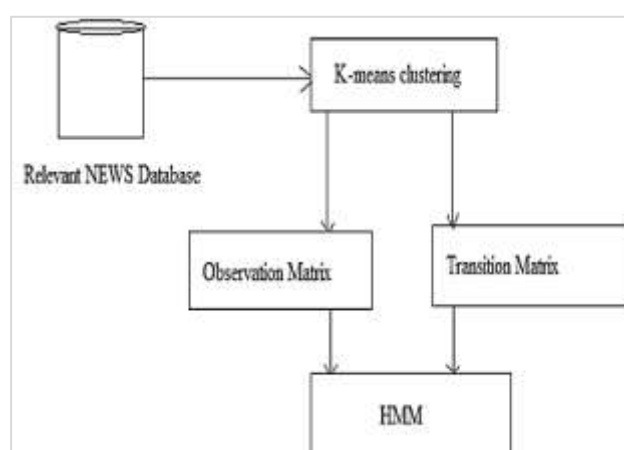 K-means clustering
Relevant NEWS Database
Observation Matrix
Transition Matrix
HMM